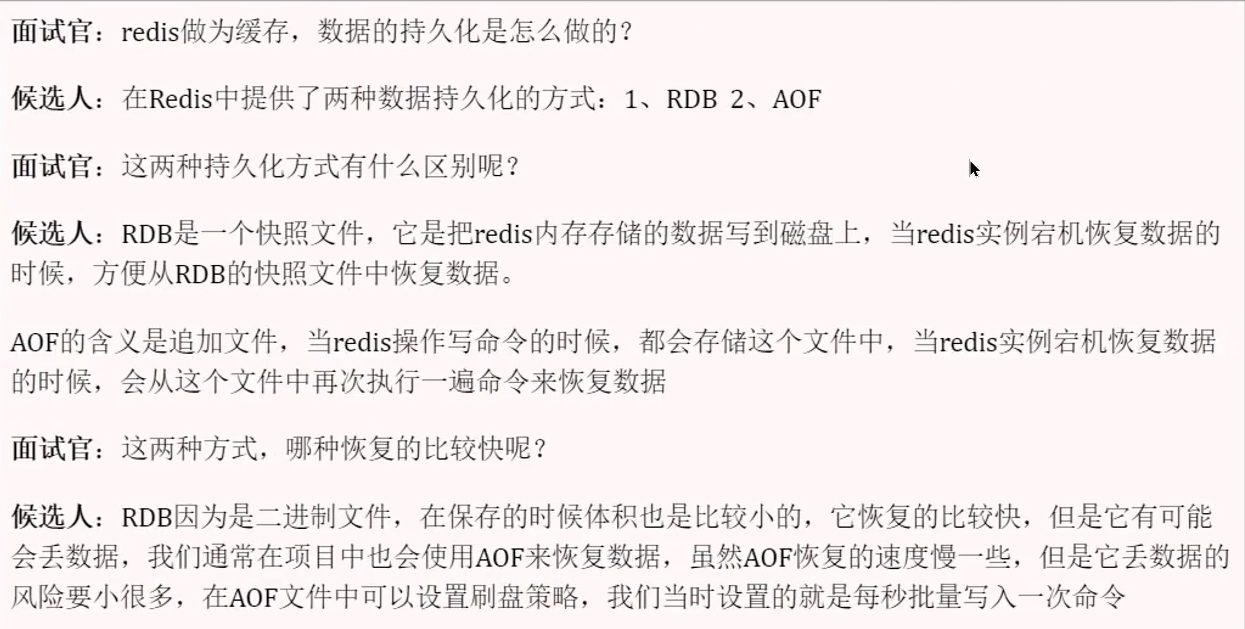 面试官：redis做为缓存，数据的持久化是怎么做的？
候选人：在Redis中提供了两种数据持久化的方式：1、RDB 2、AOF
面试官：这两种持久化方式有什么区别呢？
候选人：RDB是一个快照文件，它是把redis内存存储的数据写到磁盘上，当redis实例宕机恢复数据的
时候，方便从RDB的快照文件中恢复数据。
AOF的含义是追加文件，当redis操作写命令的时候，都会存储这个文件中，当redis实例宕机恢复数据
的时候，会从这个文件中再次执行一遍命令来恢复数据
面试官：这两种方式，哪种恢复的比较快呢？
候选人：RDB因为是二进制文件，在保存的时候体积也是比较小的，它恢复的比较快，但是它有可能
会丢数据，我们通常在项目中也会使用AOF来恢复数据，虽然AOF恢复的速度慢一些，但是它丢数据的
风险要小很多，在AOF文件中可以设置刷盘策略，我们当时设置的就是每秒批量写入一次命令